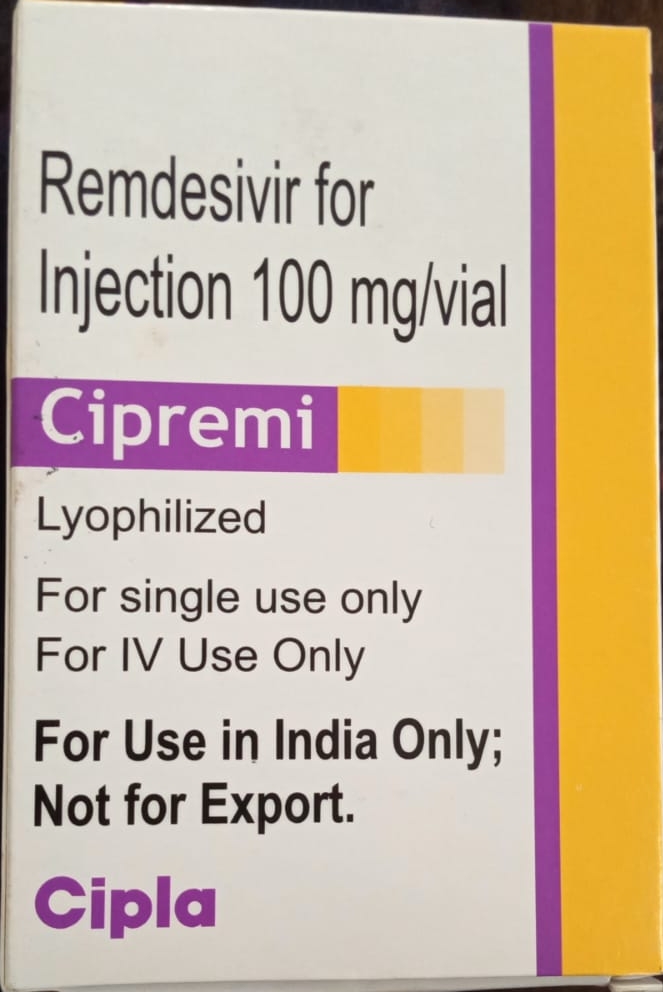 Remdesivir for
Injection 100 mg/vial
Cipremi
Lyophilized
For single use only
For IV Use Only
For Use in India Only;
Not for Export.
Cipla